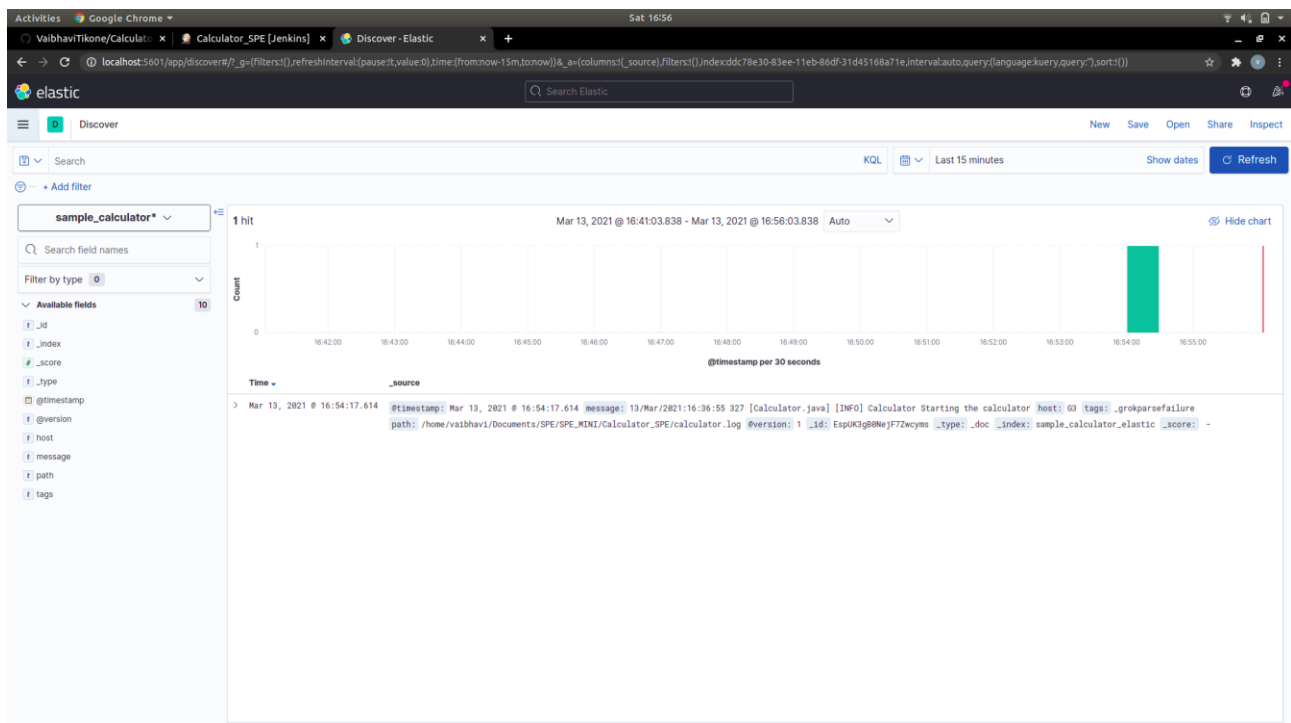 Activities Google Chrome Sat 16:56
VaibhaviTikone/Calculato Calculator_SPE [Jenkins] Discover - Elastic
localhost:5601/app/discover#/?_g=(filters:!(),refreshInterval:(pause:!t,value:0),time:(from:now-15m,to:now))&_a=(columns:!(_source),filters:!(),index:ddc78e30-83ee-11eb-86df-31d45168a71e,interval:auto,query:(language:kuery,query:''),sort:!())
elastic Search Elastic
D Discover New Save Open Share Inspect
Search KQL Last 15 minutes Show dates Refresh
+ Add filter
sample_calculator* 1 hit Mar 13, 2021 @ 16:41:03.838 - Mar 13, 2021 @ 16:56:03.838 Auto Hide chart
Search field names
Filter by type 0
Available fields 10
_id
_index
_score
_type
@timestamp
@version
host
message
path
tags
1
Count
0
16:42:00 16:43:00 16:44:00 16:45:00 16:46:00 16:47:00 16:48:00 16:49:00 16:50:00 16:51:00 16:52:00 16:53:00 16:54:00 16:55:00
@timestamp per 30 seconds
Time _source
Mar 13, 2021 @ 16:54:17.614 @timestamp: Mar 13, 2021 @ 16:54:17.614 message: 13/Mar/2021:16:36:55 327 [Calculator.java] [INFO] Calculator Starting the calculator host: G3 tags: _grokparsefailure
path: /home/vaibhavi/Documents/SPE/SPE_MINI/Calculator_SPE/calculator.log @version: 1 _id: EspUK3gB0NejF7Zwcyms _type: _doc _index: sample_calculator_elastic _score: -